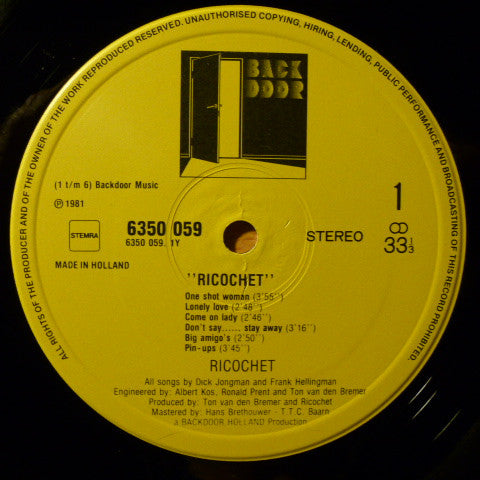 ALL RIGHTS OF THE PRODUCER AND OF THE OWNER OF THE WORK REPRODUCED RESERVED. UNAUTHORISED COPYING, HIRING, LENDING, PUBLIC PERFORMANCE AND BROADCASTING OF THIS RECORD PROHIBITED.
BACK
DOOR
(1 t/m 6) Backdoor Music
℗ 1981
1
6350 059
6350 059. 1Y
STEMRA
STEREO
33 1/3
MADE IN HOLLAND
"RICOCHET"
One shot woman (3'55")
Lonely love (2'48")
Come on lady (2'46")
Don't say...... stay away (3'16")
Big amigo's (2'50")
Pin-ups (3'45")
RICOCHET
All songs by Dick Jongman and Frank Hellingman
Engineered by: Albert Kos, Ronald Prent and Ton van den Bremer
Produced by: Ton van den Bremer and Ricochet
Mastered by: Hans Brethouwer - T.T.C. Baarn
a BACKDOOR HOLLAND Production